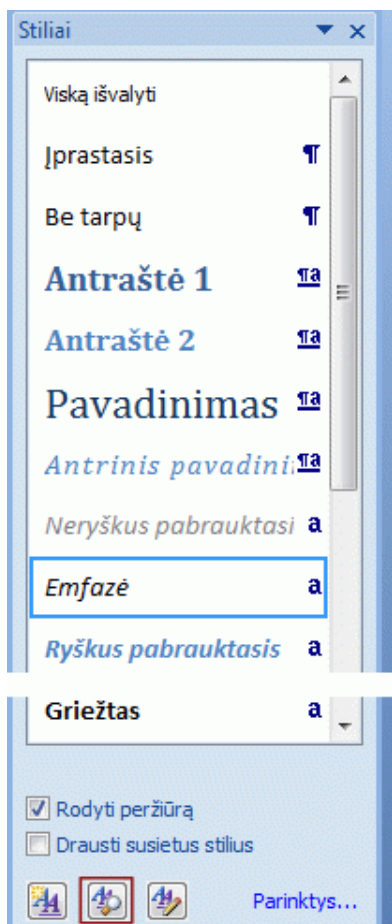 Stiliai
Viską išvalyti
Įprastasis ¶
Be tarpų ¶
Antraštė 1 ¶a
Antraštė 2 ¶a
Pavadinimas ¶a
Antrinis pavadini ¶a
Neryškus pabrauktasi a
Emfazė a
Ryškus pabrauktasis a
Griežtas a
Rodyti peržiūrą
Drausti susietus stilius
Parinktys...